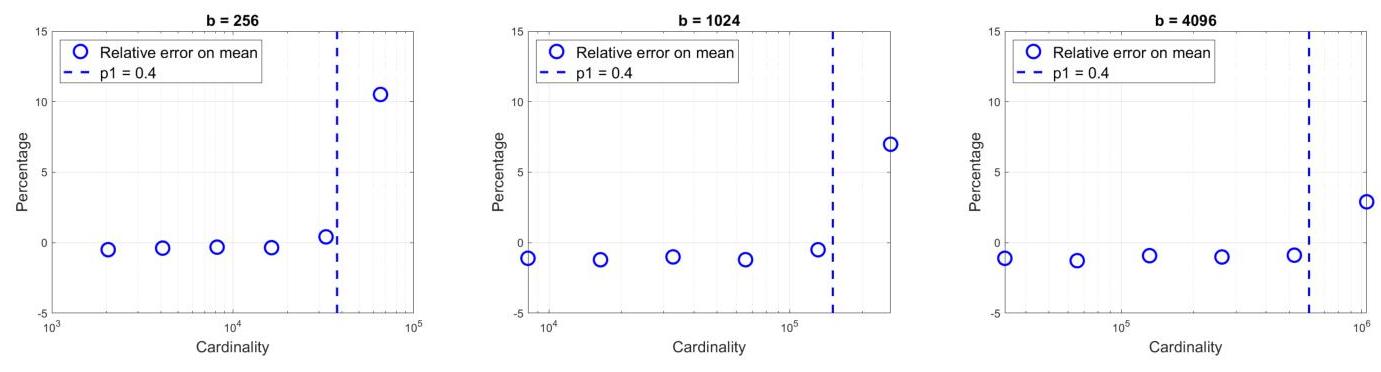 b = 256
15
Relative error on mean
p1 = 0.4
10
5
0
-5
Percentage
10³
10⁴
10⁵
Cardinality
b = 1024
15
Relative error on mean
p1 = 0.4
10
5
0
-5
Percentage
10⁴
10⁵
Cardinality
b = 4096
15
Relative error on mean
p1 = 0.4
10
5
0
-5
Percentage
10⁵
10⁶
Cardinality